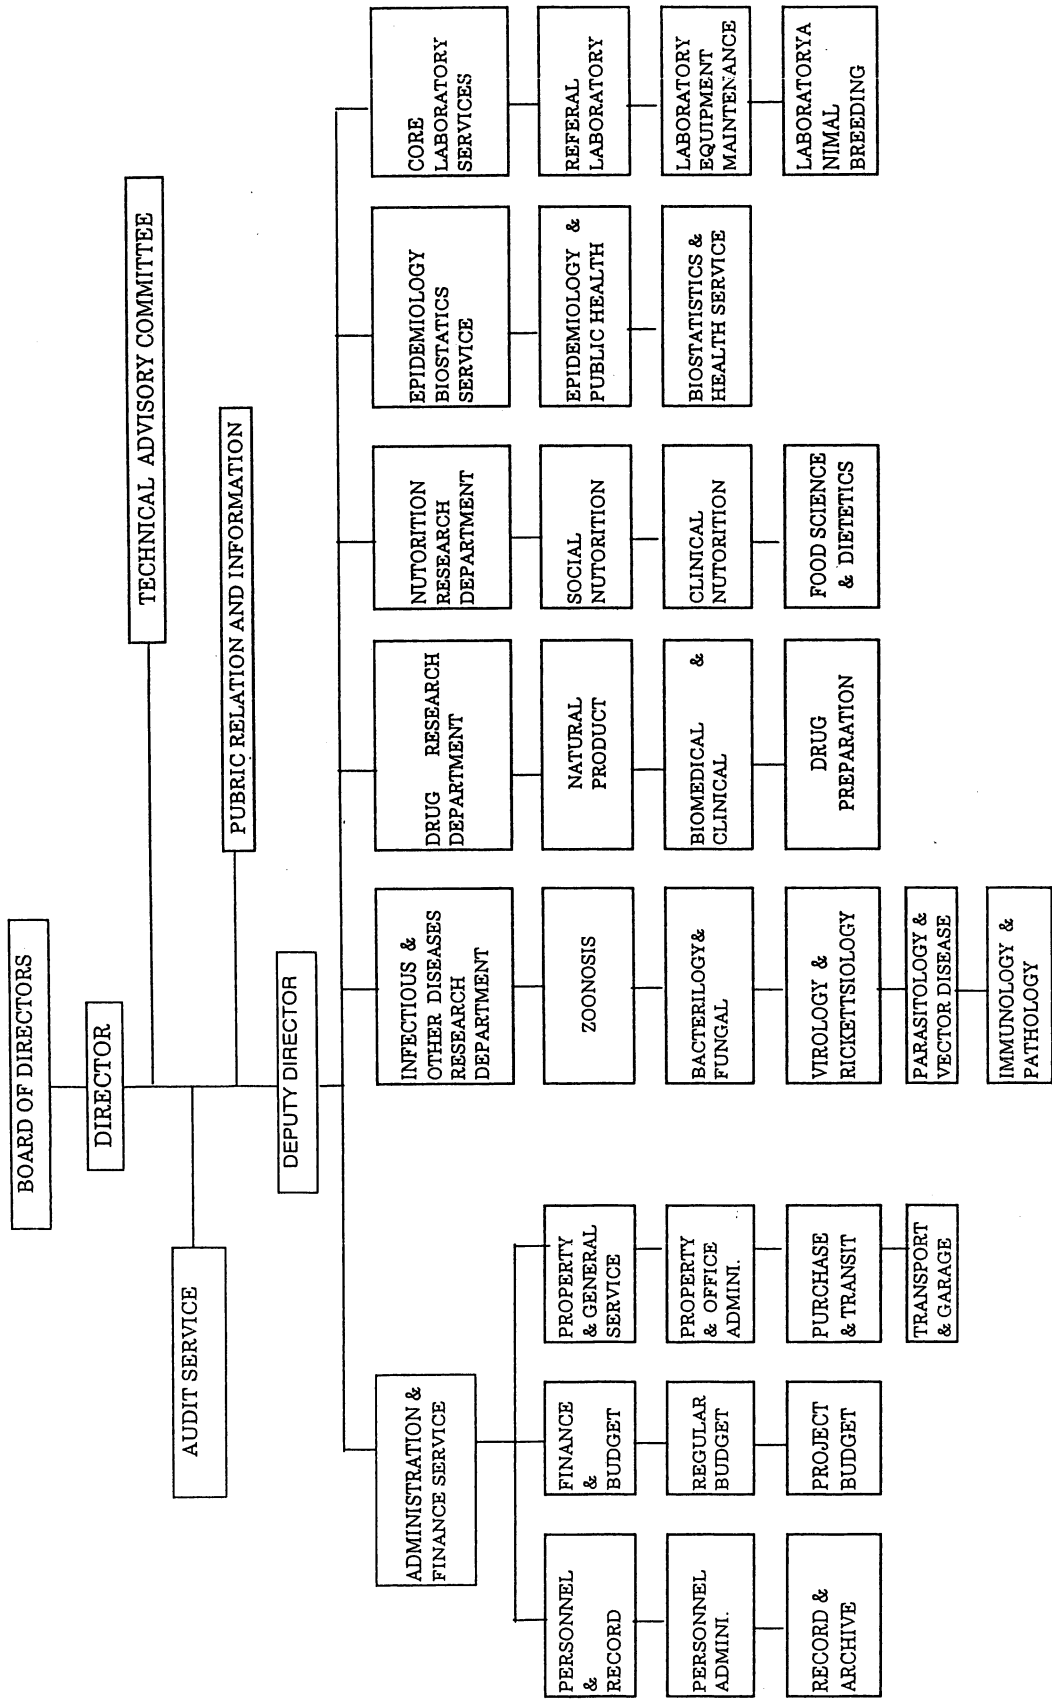 BOARD OF DIRECTORS
DIRECTOR
TECHNICAL ADVISORY COMMITTEE
AUDIT SERVICE
PUBRIC RELATION AND INFORMATION
DEPUTY DIRECTOR
ADMINISTRATION &
FINANCE SERVICE
PERSONNEL
&
RECORD
PERSONNEL
ADMINI.
RECORD &
ARCHIVE
FINANCE
&
BUDGET
REGULAR
BUDGET
PROJECT
BUDGET
PROPERTY
& GENERAL
SERVICE
PROPERTY
& OFFICE
ADMINI.
PURCHASE
& TRANSIT
TRANSPORT
& GARAGE
INFECTIOUS &
OTHER DISEASES
RESEARCH
DEPARTMENT
ZOONOSIS
BACTERILOGY&
FUNGAL
VIROLOGY &
RICKETTSIOLOGY
PARASITOLOGY &
VECTOR DISEASE
IMMUNOLOGY &
PATHOLOGY
DRUG RESEARCH
DEPARTMENT
NATURAL
PRODUCT
BIOMEDICAL &
CLINICAL
DRUG
PREPARATION
NUTORITION
RESEARCH
DEPARTMENT
SOCIAL
NUTORITION
CLINICAL
NUTORITION
FOOD SCIENCE
& DIETETICS
EPIDEMIOLOGY
BIOSTATICS
SERVICE
EPIDEMIOLOGY &
PUBLIC HEALTH
BIOSTATISTICS &
HEALTH SERVICE
CORE
LABORATORY
SERVICES
REFERAL
LABORATORY
LABORATORY
EQUIPMENT
MAINTENANCE
LABORATORYA
NIMAL
BREEDING